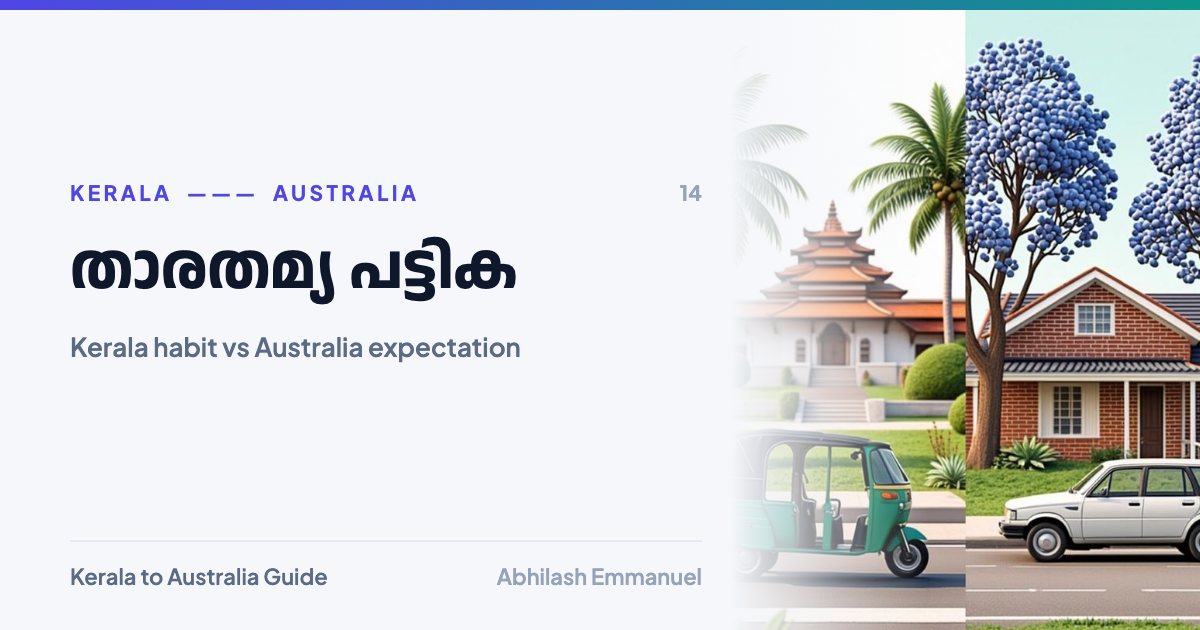 KERALA ——— AUSTRALIA 14
താരതമ്യ പട്ടിക
Kerala habit vs Australia expectation
Kerala to Australia Guide Abhilash Emmanuel